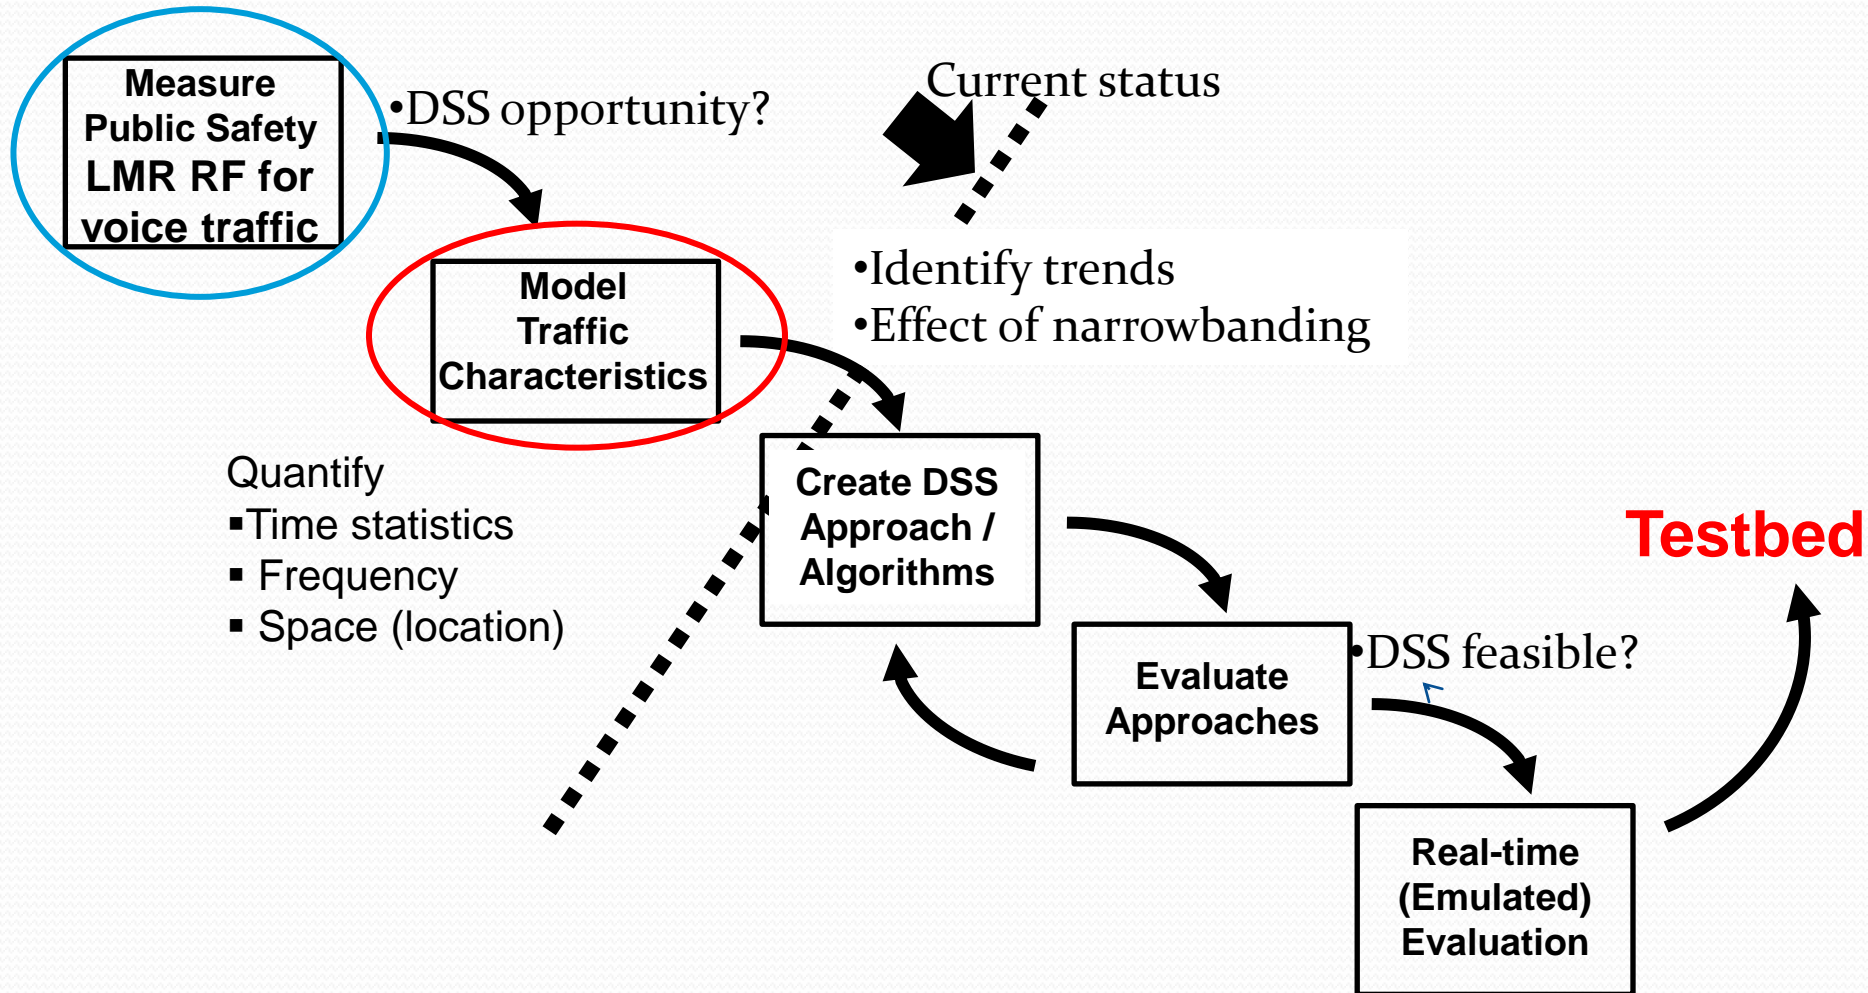 Measure
Public Safety
LMR RF for
voice traffic
•DSS opportunity?
Current status
Model
Traffic
Characteristics
•Identify trends
•Effect of narrowbanding
Quantify
▪Time statistics
▪ Frequency
▪ Space (location)
Create DSS
Approach /
Algorithms
Evaluate
Approaches
•DSS feasible?
Real-time
(Emulated)
Evaluation
Testbed